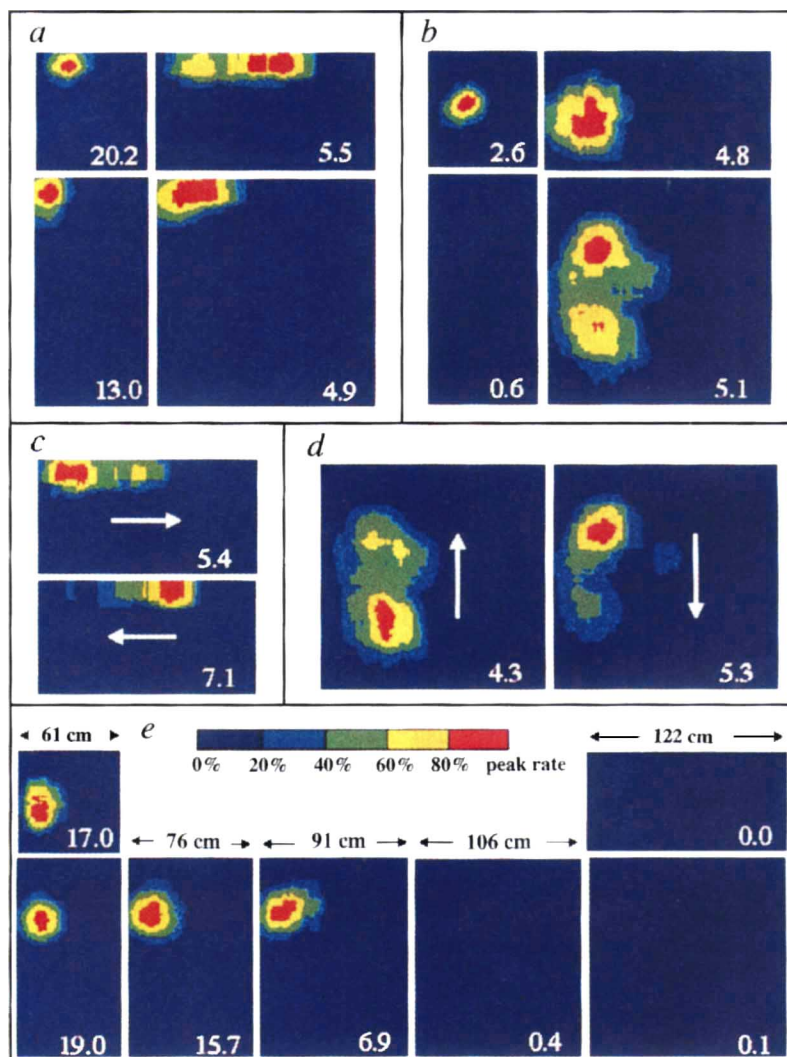 a
b
20.2
5.5
2.6
4.8
13.0
4.9
0.6
5.1
c
d
5.4
7.1
4.3
5.3
61 cm
e
0% 20% 40% 60% 80% peak rate
122 cm
17.0
76 cm
91 cm
106 cm
0.0
19.0
15.7
6.9
0.4
0.1